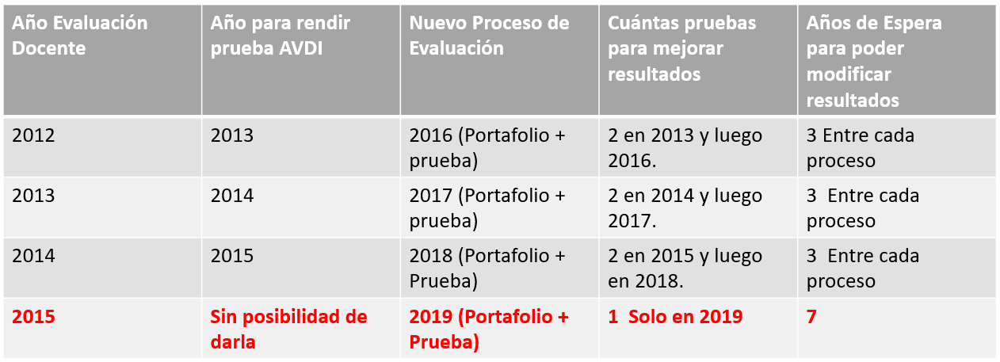 Año Evaluación
Docente
Año para rendir
prueba AVDI
Nuevo Proceso de
Evaluación
Cuántas pruebas
para mejorar
resultados
Años de Espera
para poder
modificar
resultados
2012
2013
2016 (Portafolio +
prueba)
2 en 2013 y luego
2016.
3 Entre cada
proceso
2013
2014
2017 (Portafolio +
prueba)
2 en 2014 y luego
2017.
3  Entre cada
proceso
2014
2015
2018 (Portafolio +
Prueba)
2 en 2015 y luego
en 2018.
3  Entre cada
proceso
2015
Sin posibilidad de
darla
2019 (Portafolio +
Prueba)
1  Solo en 2019
7